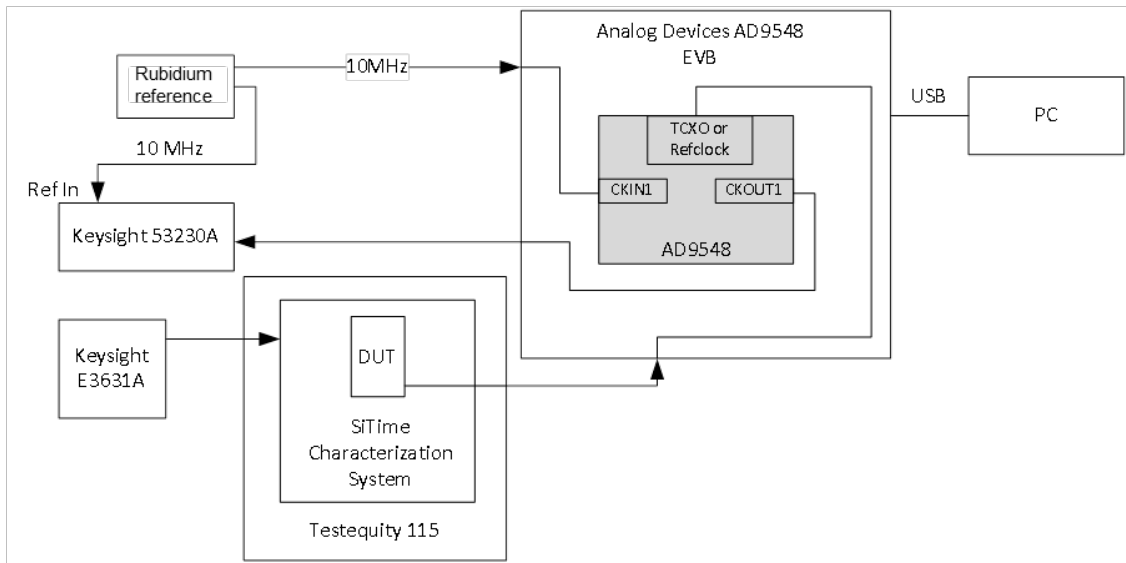 Analog Devices AD9548
EVB
Rubidium
reference
10MHz
USB
PC
TCXO or
Refclock
10 MHz
Ref In
CKIN1
CKOUT1
Keysight 53230A
AD9548
Keysight
E3631A
DUT
SiTime
Characterization
System
Testequity 115